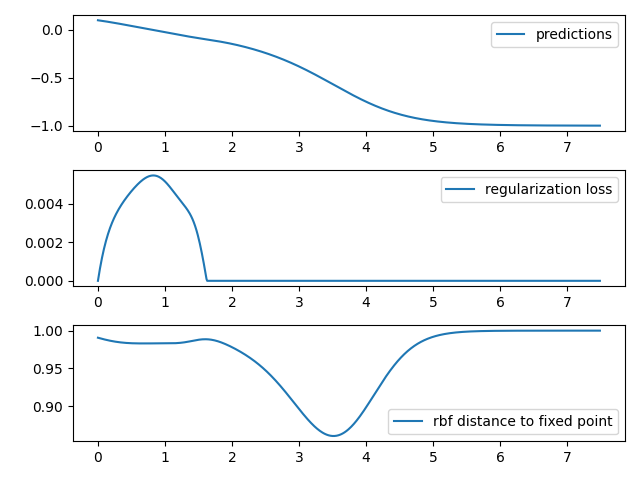 0.0
−0.5
−1.0
predictions
0 1 2 3 4 5 6 7
0.004
0.002
0.000
regularization loss
0 1 2 3 4 5 6 7
1.00
0.95
0.90
rbf distance to fixed point
0 1 2 3 4 5 6 7